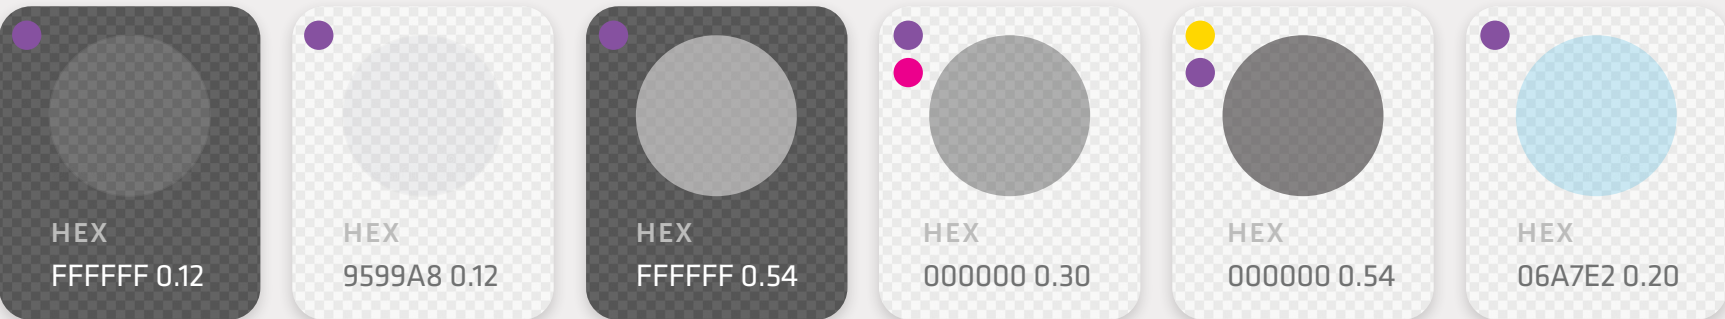 HEX
FFFFFF 0.12
HEX
9599A8 0.12
HEX
FFFFFF 0.54
HEX
000000 0.30
HEX
000000 0.54
HEX
06A7E2 0.20